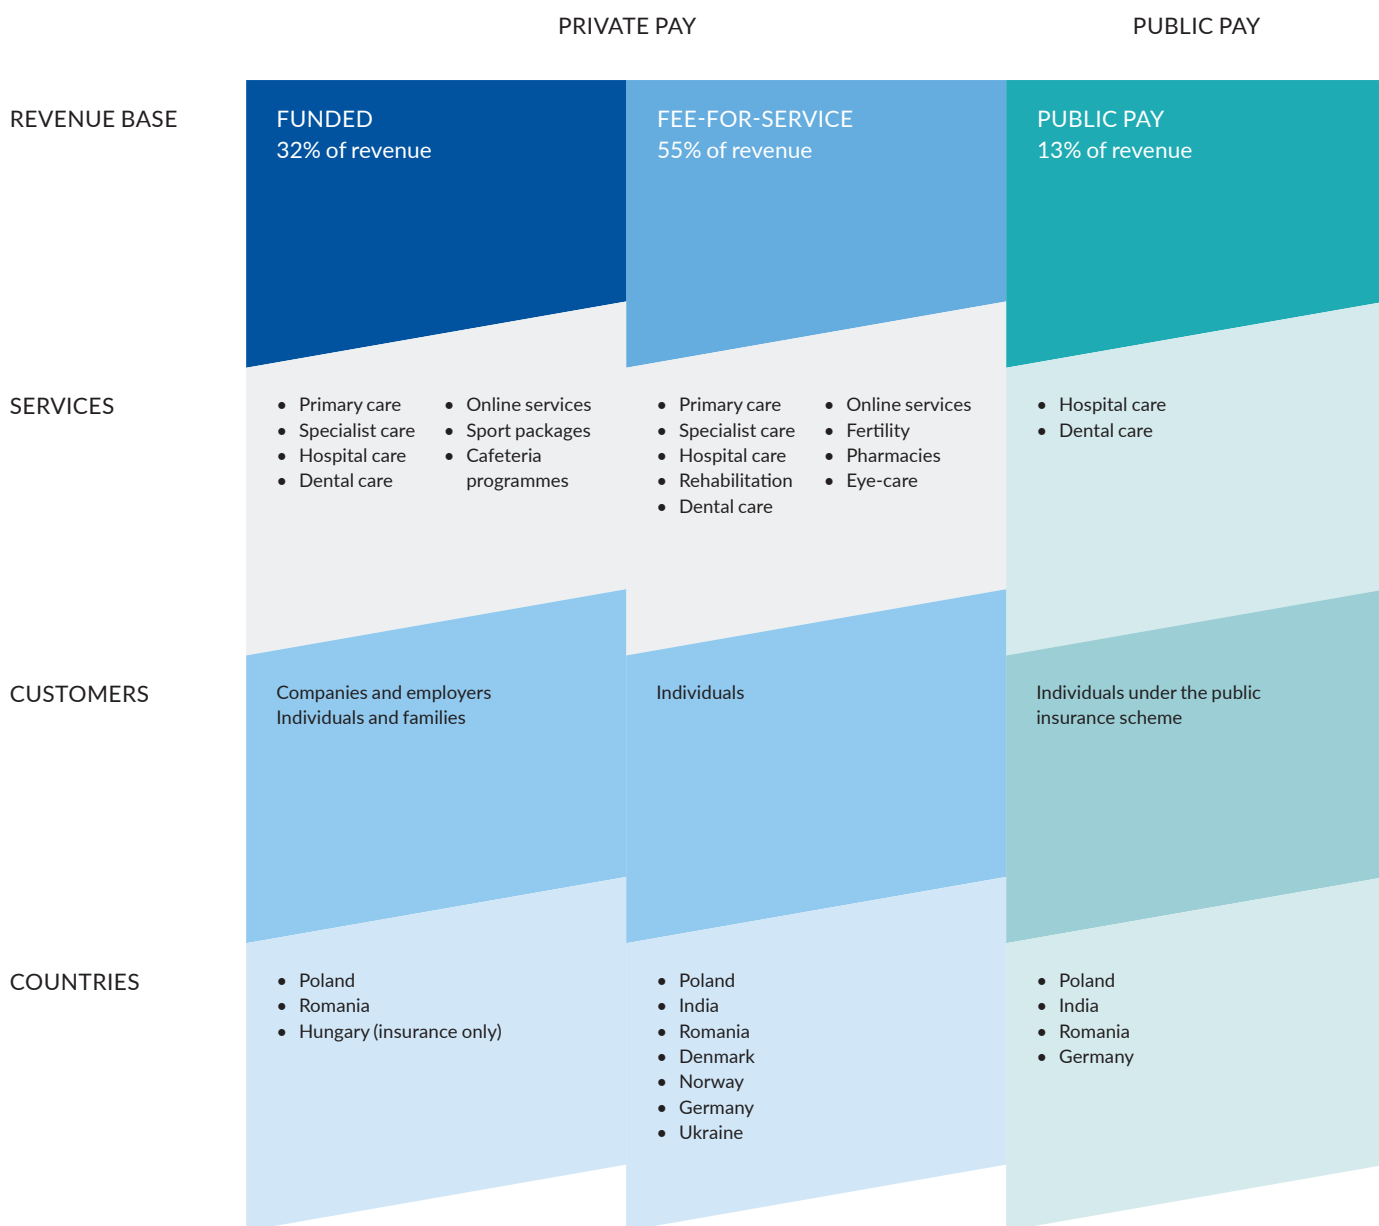 PRIVATE PAY
PUBLIC PAY
REVENUE BASE
FUNDED
32% of revenue
FEE-FOR-SERVICE
55% of revenue
PUBLIC PAY
13% of revenue
SERVICES
• Primary care
• Specialist care
• Hospital care
• Dental care
• Online services
• Sport packages
• Cafeteria
programmes
• Primary care
• Specialist care
• Hospital care
• Rehabilitation
• Dental care
• Online services
• Fertility
• Pharmacies
• Eye-care
• Hospital care
• Dental care
CUSTOMERS
Companies and employers
Individuals and families
Individuals
Individuals under the public
insurance scheme
COUNTRIES
• Poland
• Romania
• Hungary (insurance only)
• Poland
• India
• Romania
• Denmark
• Norway
• Germany
• Ukraine
• Poland
• India
• Romania
• Germany